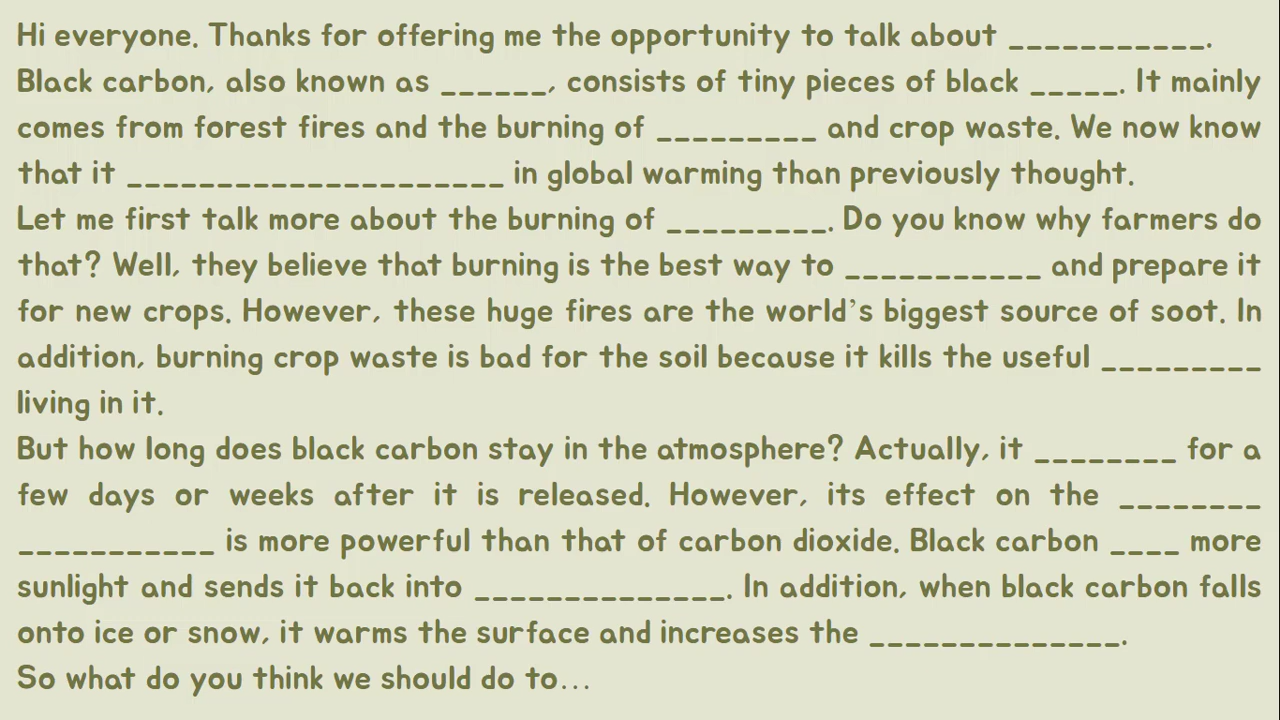 Hi everyone. Thanks for offering me the opportunity to talk about ___________.
Black carbon, also known as ______, consists of tiny pieces of black _____. It mainly
comes from forest fires and the burning of _________ and crop waste. We now know
that it _____________________ in global warming than previously thought.
Let me first talk more about the burning of _________. Do you know why farmers do
that? Well, they believe that burning is the best way to ___________ and prepare it
for new crops. However, these huge fires are the world's biggest source of soot. In
addition, burning crop waste is bad for the soil because it kills the useful _________
living in it.
But how long does black carbon stay in the atmosphere? Actually, it ________ for a
few days or weeks after it is released. However, its effect on the ________
___________ is more powerful than that of carbon dioxide. Black carbon ____ more
sunlight and sends it back into ______________. In addition, when black carbon falls
onto ice or snow, it warms the surface and increases the ______________.
So what do you think we should do to...